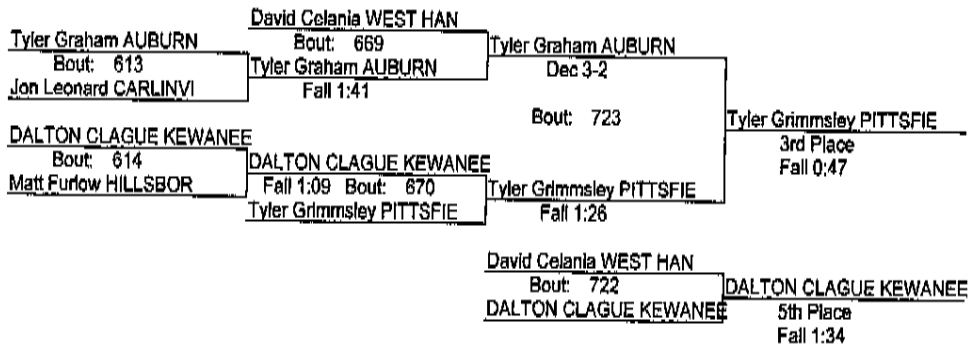 David Celania WEST HAN
Tyler Graham AUBURN
Bout: 669
Tyler Graham AUBURN
Bout: 613
Tyler Graham AUBURN
Dec 3-2
Jon Leonard CARLINVI
Fall 1:41
Bout: 723
Tyler Grimmsley PITTSFIE
3rd Place
Fall 0:47
DALTON CLAGUE KEWANEE
Bout: 614
DALTON CLAGUE KEWANEE
Matt Furlow HILLSBOR
Fall 1:09 Bout: 670
Tyler Grimmsley PITTSFIE
Tyler Grimmsley PITTSFIE
Fall 1:26
David Celania WEST HAN
Bout: 722
DALTON CLAGUE KEWANEE
DALTON CLAGUE KEWANEE
5th Place
Fall 1:34